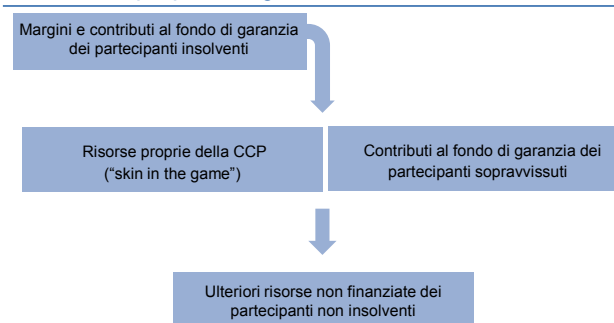 Margini e contributi al fondo di garanzia
dei partecipanti insolventi
Risorse proprie della CCP
("skin in the game")
Contributi al fondo di garanzia dei
partecipanti sopravvissuti
Ulteriori risorse non finanziate dei
partecipanti non insolventi